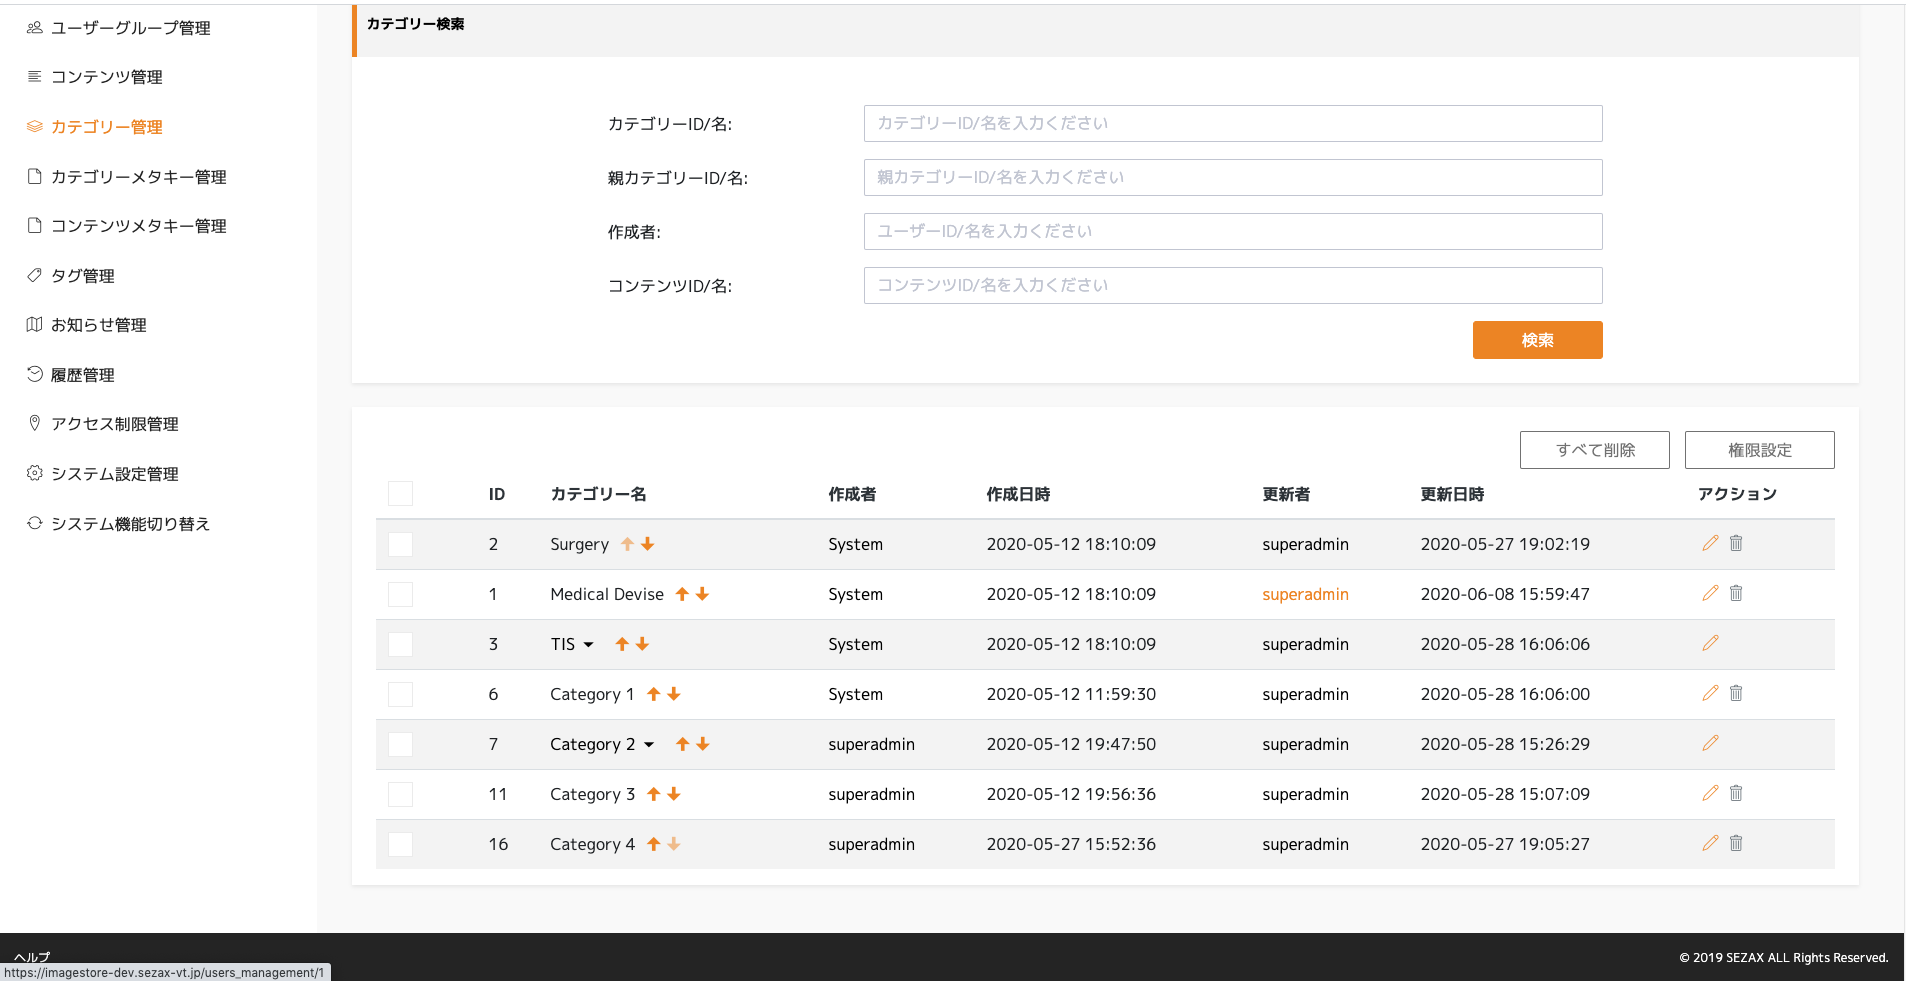 ユーザーグループ管理
コンテンツ管理
カテゴリー管理
カテゴリーメタキー管理
コンテンツメタキー管理
タグ管理
お知らせ管理
履歴管理
アクセス制限管理
システム設定管理
システム機能切り替え
カテゴリー検索
カテゴリーID/名: カテゴリーID/名を入力ください
親カテゴリーID/名: 親カテゴリーID/名を入力ください
作成者: ユーザーID/名を入力ください
コンテンツID/名: コンテンツID/名を入力ください
検索
すべて削除 権限設定
ID カテゴリー名 作成者 作成日時 更新者 更新日時 アクション
2 Surgery System 2020-05-12 18:10:09 superadmin 2020-05-27 19:02:19
1 Medical Devise System 2020-05-12 18:10:09 superadmin 2020-06-08 15:59:47
3 TIS System 2020-05-12 18:10:09 superadmin 2020-05-28 16:06:06
6 Category 1 System 2020-05-12 11:59:30 superadmin 2020-05-28 16:06:00
7 Category 2 superadmin 2020-05-12 19:47:50 superadmin 2020-05-28 15:26:29
11 Category 3 superadmin 2020-05-12 19:56:36 superadmin 2020-05-28 15:07:09
16 Category 4 superadmin 2020-05-27 15:52:36 superadmin 2020-05-27 19:05:27
ヘルプ
© 2019 SEZAX ALL Rights Reserved.
https://imagestore-dev.sezax-vt.jp/users_management/1